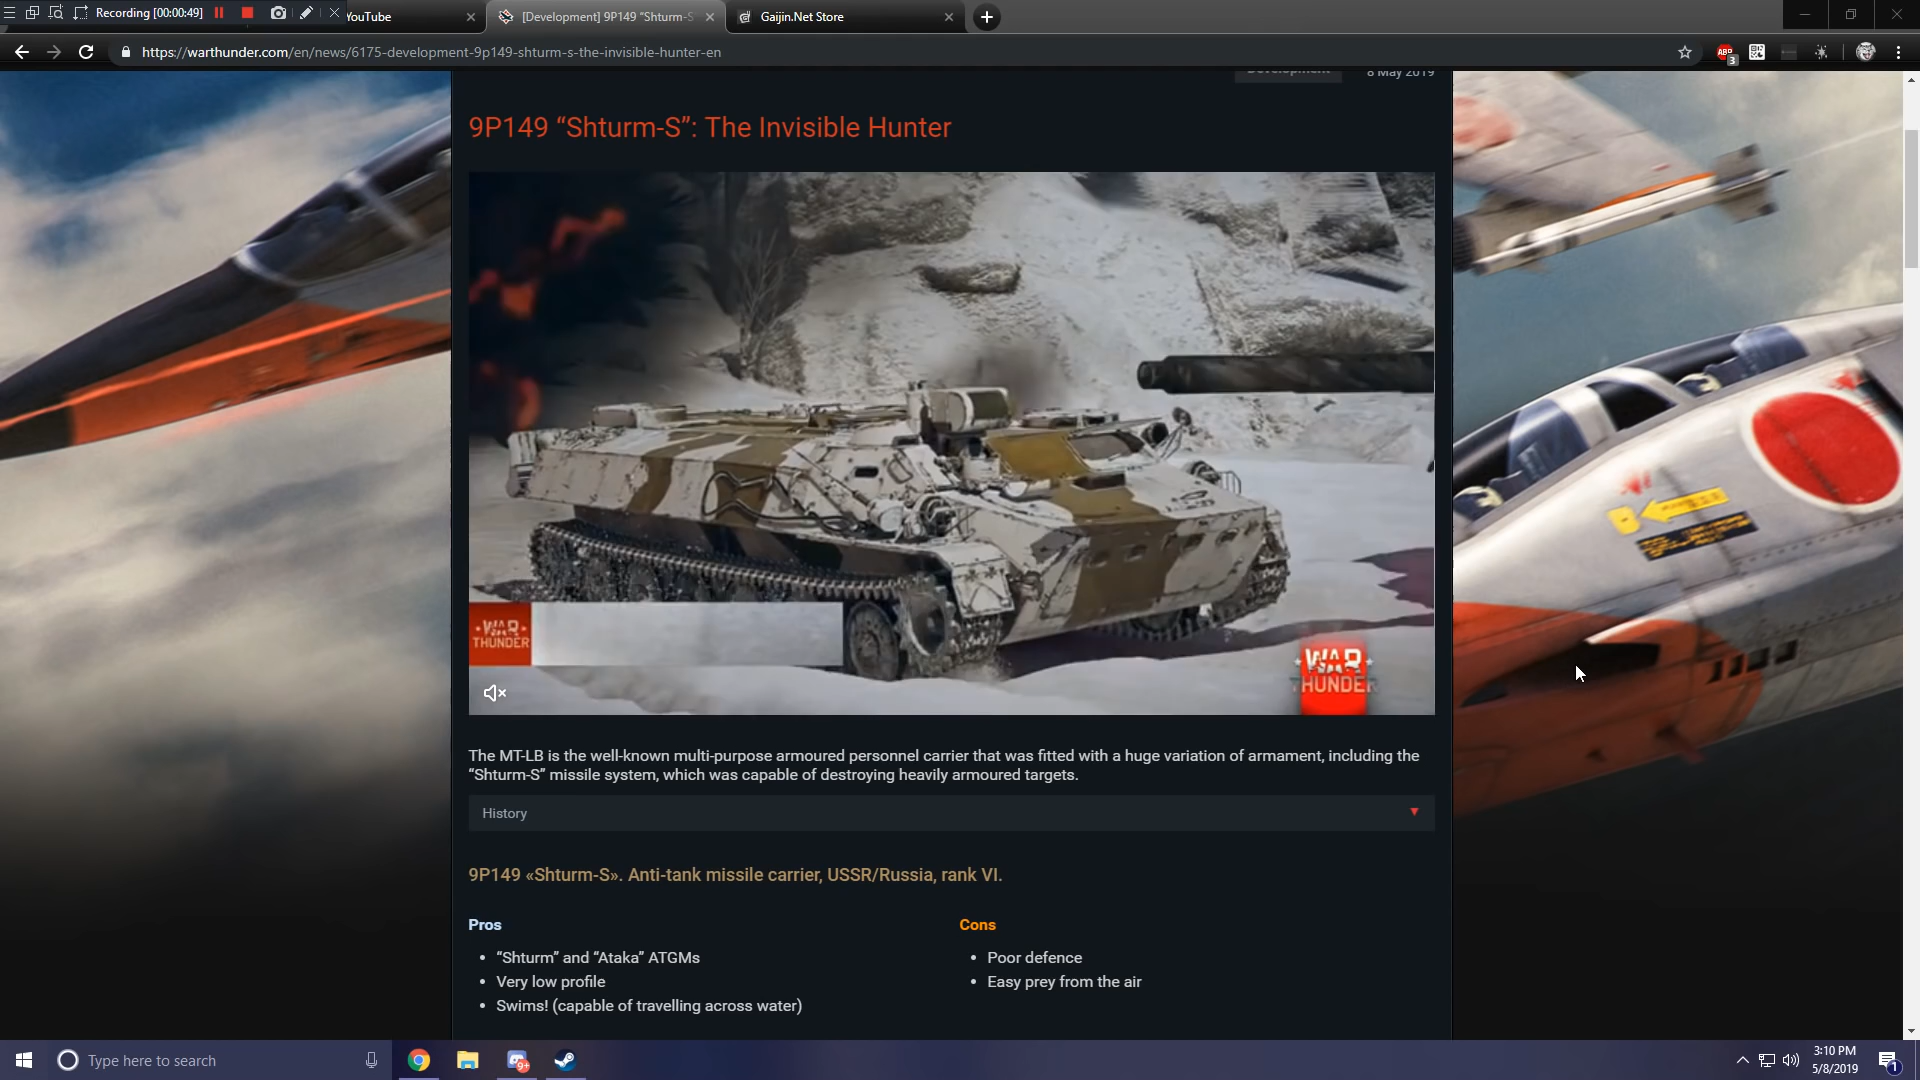 Recording [00:00:49]
YouTube
[Development] 9P149 “Shturm-S
Gaijin.Net Store
https://warthunder.com/en/news/6175-development-9p149-shturm-s-the-invisible-hunter-en
ABP
3
Development
8 May 2019
9P149 “Shturm-S”: The Invisible Hunter
WAR
THUNDER
WAR
THUNDER
The MT-LB is the well-known multi-purpose armoured personnel carrier that was fitted with a huge variation of armament, including the
“Shturm-S” missile system, which was capable of destroying heavily armoured targets.
History
9P149 «Shturm-S». Anti-tank missile carrier, USSR/Russia, rank VI.
Pros
“Shturm” and “Ataka” ATGMs
Very low profile
Swims! (capable of travelling across water)
Cons
Poor defence
Easy prey from the air
Type here to search
9+
3:10 PM
5/8/2019
1